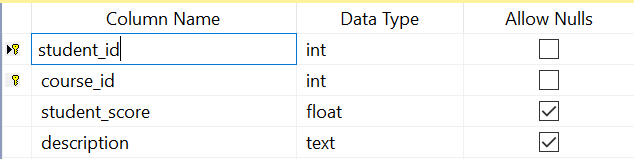 Column Name Data Type Allow Nulls
student_id int
course_id int
student_score float
description text